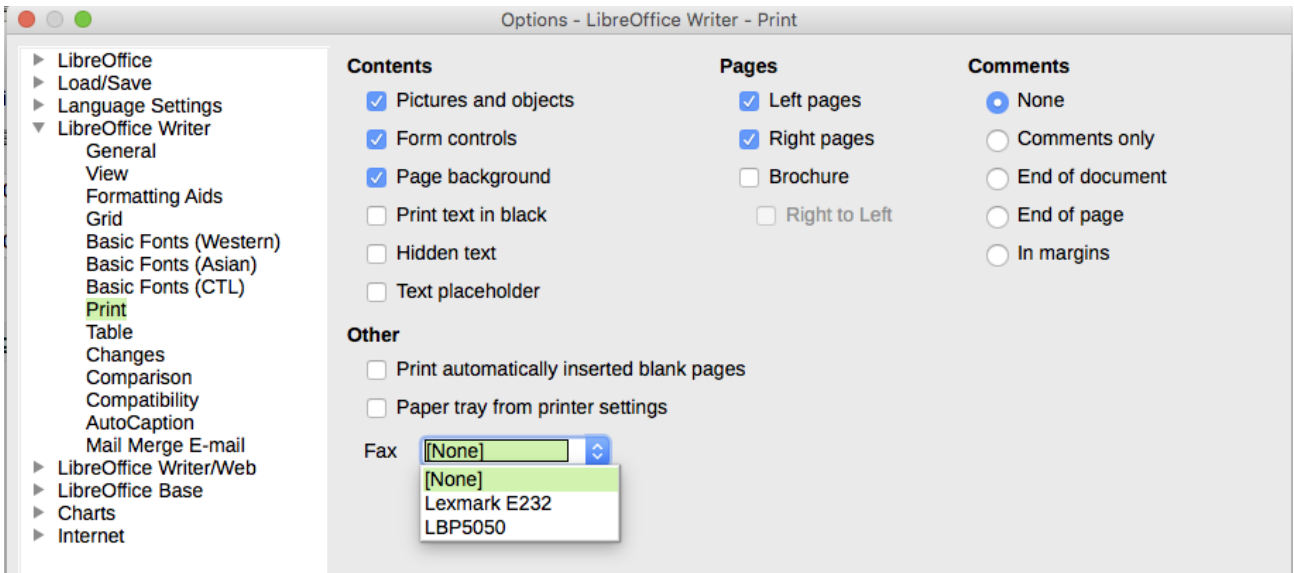 Options - LibreOffice Writer - Print
LibreOffice
Load/Save
Language Settings
LibreOffice Writer
General
View
Formatting Aids
Grid
Basic Fonts (Western)
Basic Fonts (Asian)
Basic Fonts (CTL)
Print
Table
Changes
Comparison
Compatibility
AutoCaption
Mail Merge E-mail
LibreOffice Writer/Web
LibreOffice Base
Charts
Internet
Contents
Pictures and objects
Form controls
Page background
Print text in black
Hidden text
Text placeholder
Pages
Left pages
Right pages
Brochure
Right to Left
Comments
None
Comments only
End of document
End of page
In margins
Other
Print automatically inserted blank pages
Paper tray from printer settings
Fax [None]
[None]
Lexmark E232
LBP5050